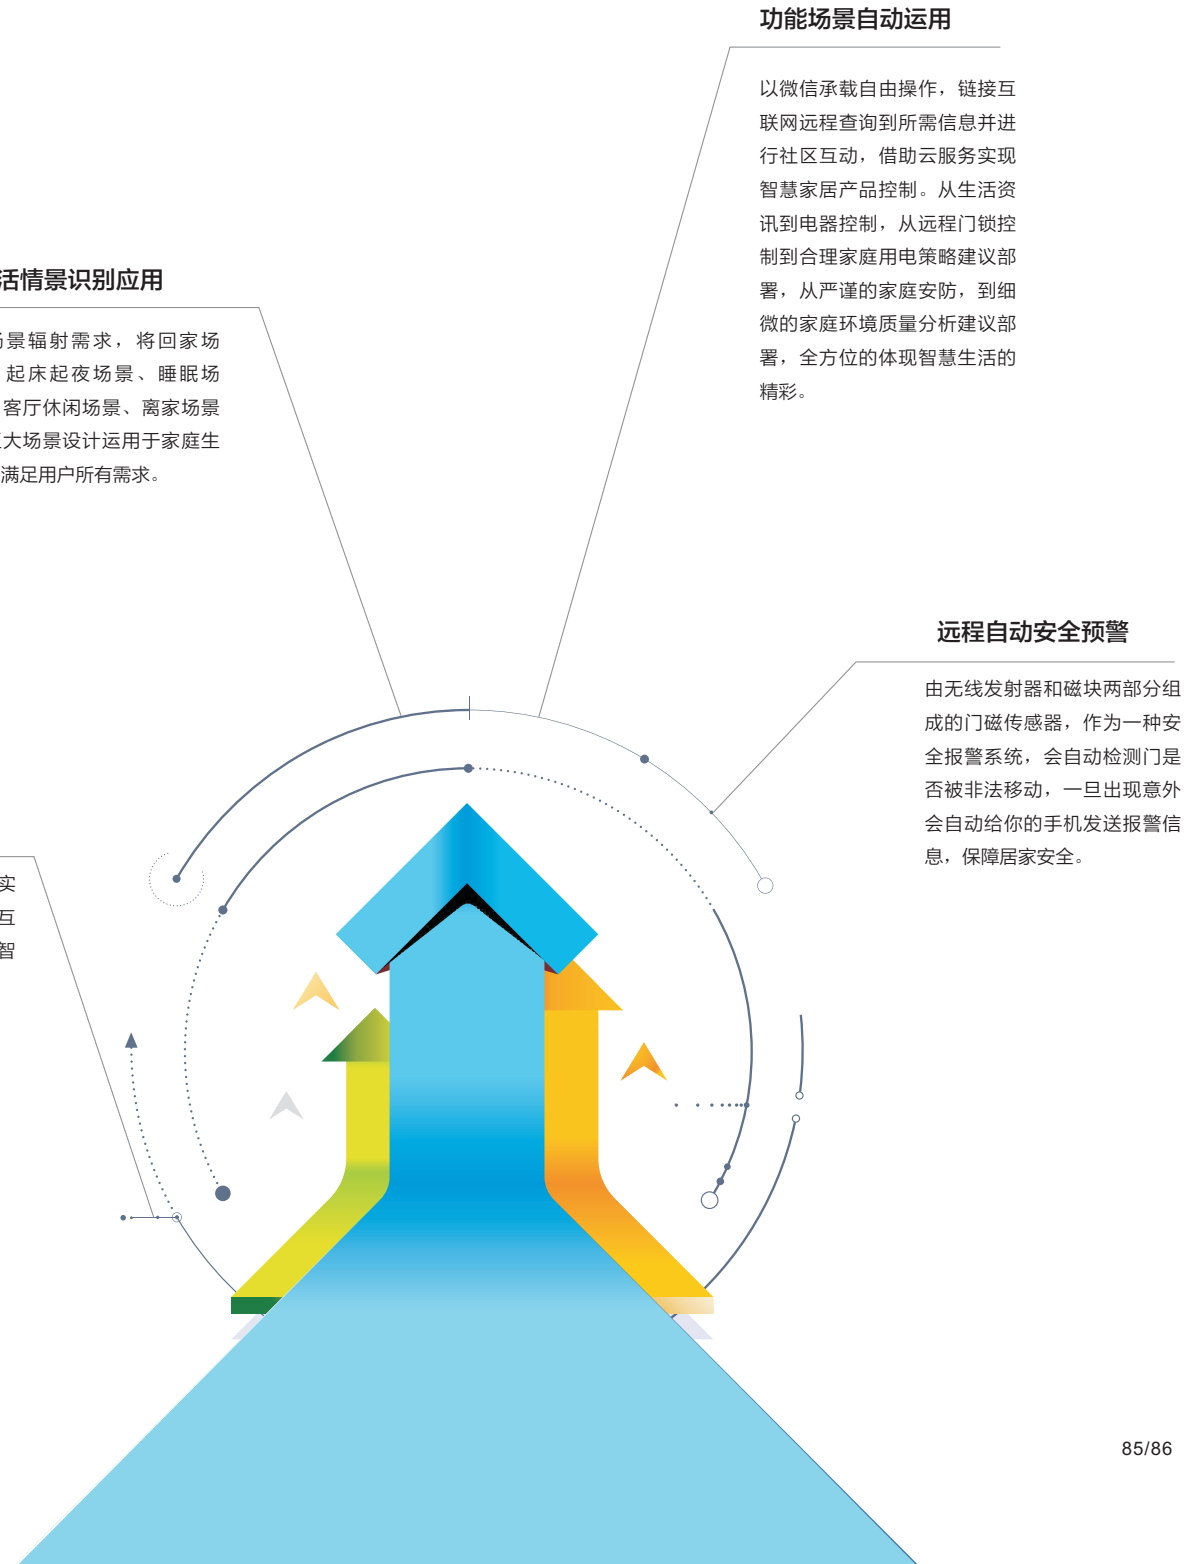 功能场景自动运用
以微信承载自由操作，链接互
联网远程查询到所需信息并进
行社区互动，借助云服务实现
智慧家居产品控制。从生活资
讯到电器控制，从远程门锁控
制到合理家庭用电策略建议部
署，从严谨的家庭安防，到细
微的家庭环境质量分析建议部
署，全方位的体现智慧生活的
精彩。
活情景识别应用
景辐射需求，将回家场
起床起夜场景、睡眠场
客厅休闲场景、离家场景
大场景设计运用于家庭生
满足用户所有需求。
远程自动安全预警
由无线发射器和磁块两部分组
成的门磁传感器，作为一种安
全报警系统，会自动检测门是
否被非法移动，一旦出现意外
会自动给你的手机发送报警信
息，保障居家安全。
实
互
智
85/86